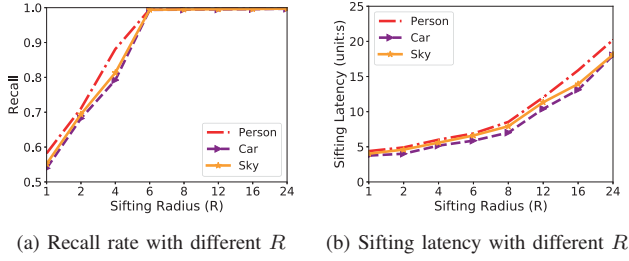 1.0
0.9
0.8
0.7
0.6
0.5
Recall
Person
Car
Sky
1 2 4 6 8 12 16 24
Sifting Radius (R)
(a) Recall rate with different R
25
20
15
10
5
0
Sifting Latency (unit:s)
Person
Car
Sky
1 2 4 6 8 12 16 24
Sifting Radius (R)
(b) Sifting latency with different R